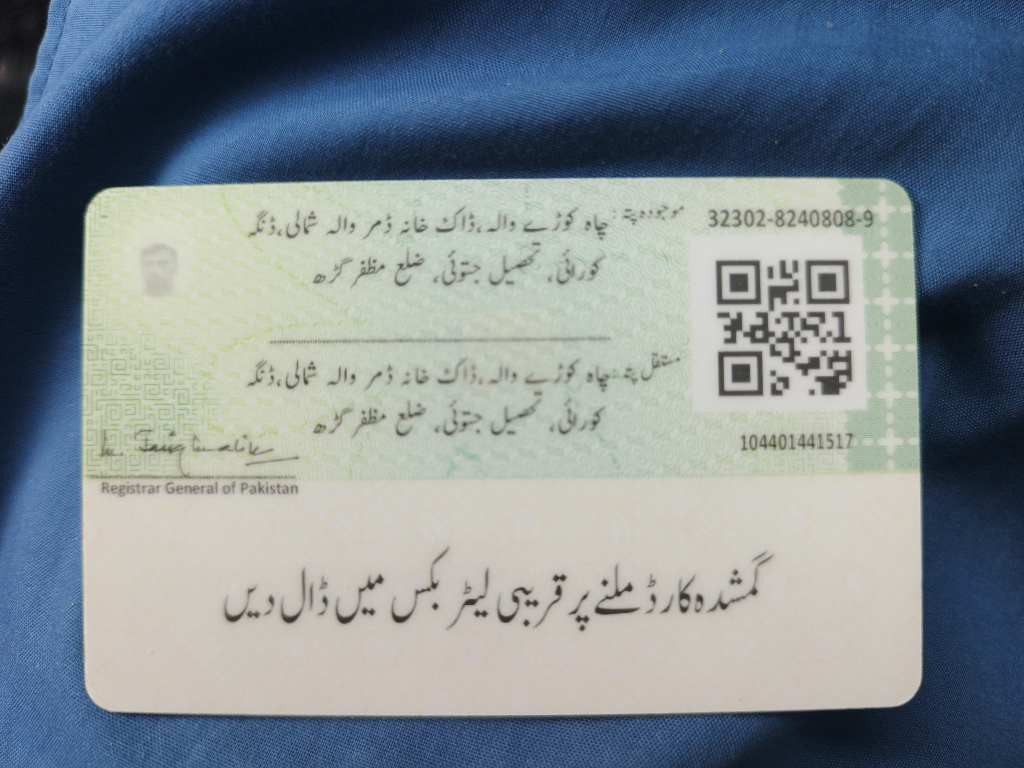 32302-8240808-9
موجودہ پتہ: چاہ کوڑے والہ،ڈاک خانہ ڈمر والہ شمالی،ڈنگہ
کورائی، تحصیل جتوئی، ضلع مظفر گڑھ
مستقل پتہ: چاہ کوڑے والہ،ڈاک خانہ ڈمر والہ شمالی،ڈنگہ
کورائی، تحصیل جتوئی، ضلع مظفر گڑھ
104401441517
Registrar General of Pakistan
گمشدہ کارڈ ملنے پر قریبی لیٹر بکس میں ڈال دیں